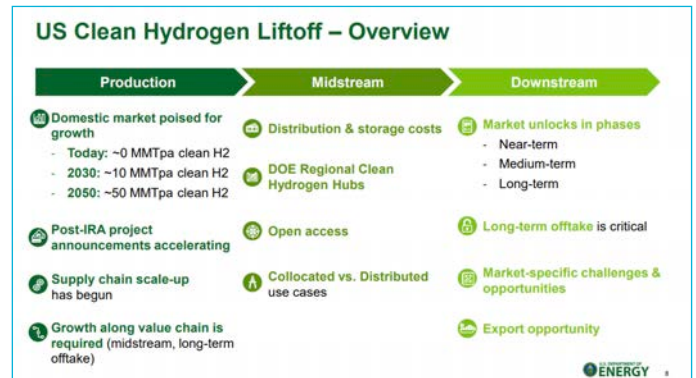 US Clean Hydrogen Liftoff – Overview
Production
Midstream
Downstream
Domestic market poised for
growth
- Today: ~0 MMTpa clean H2
- 2030: ~10 MMTpa clean H2
- 2050: ~50 MMTpa clean H2
Post-IRA project
announcements accelerating
Supply chain scale-up
has begun
Growth along value chain is
required (midstream, long-term
offtake)
Distribution & storage costs
DOE Regional Clean
Hydrogen Hubs
Open access
Collocated vs. Distributed
use cases
Market unlocks in phases
- Near-term
- Medium-term
- Long-term
Long-term offtake is critical
Market-specific challenges &
opportunities
Export opportunity
U.S. DEPARTMENT OF
ENERGY
8